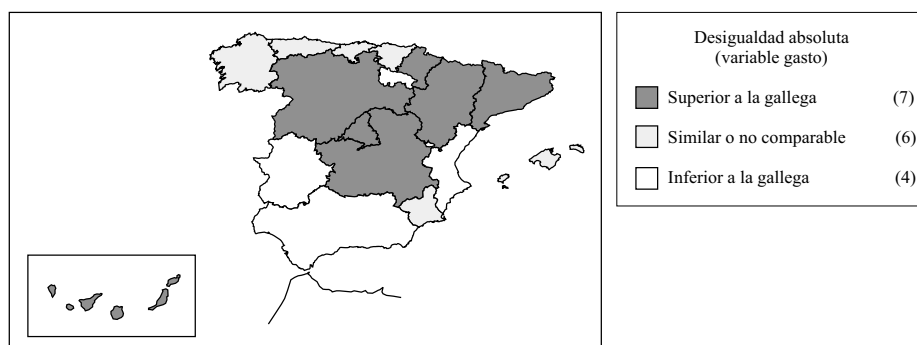 Desigualdad absoluta
(variable gasto)
Superior a la gallega (7)
Similar o no comparable (6)
Inferior a la gallega (4)